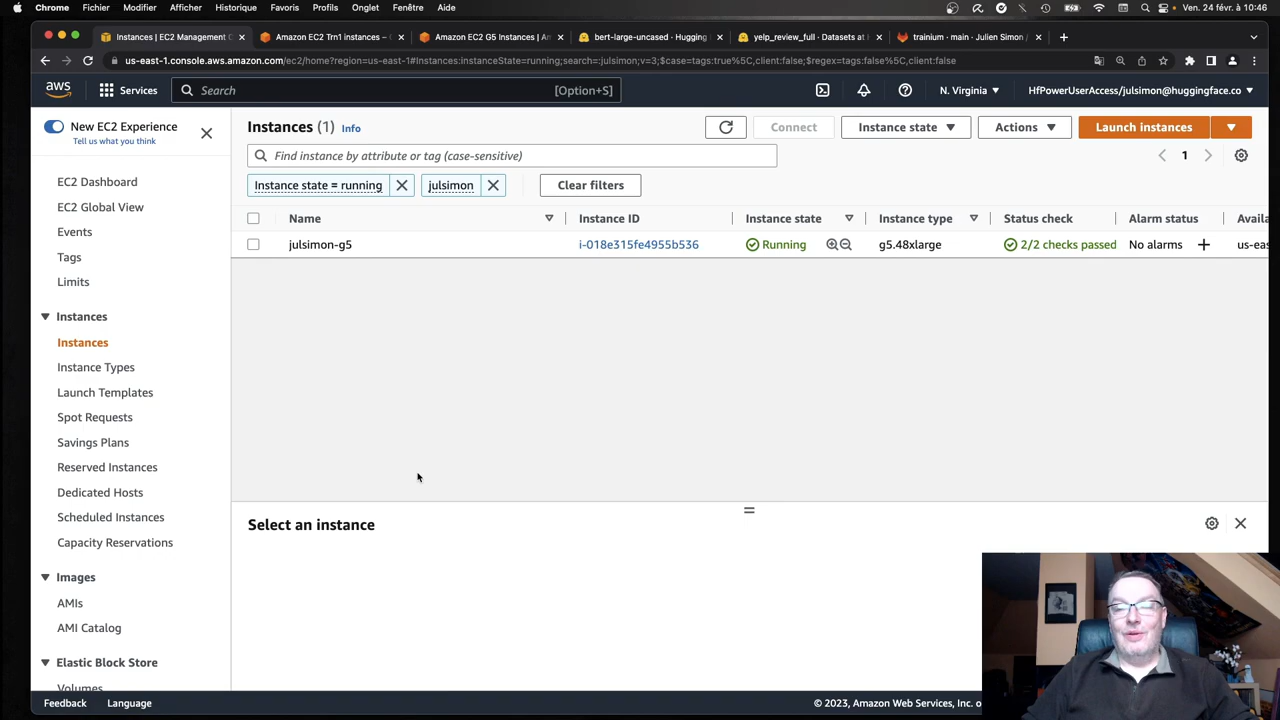 Chrome Fichier Modifier Afficher Historique Favoris Profils Onglet Fenêtre Aide Ven. 24 fév r à 10:46
Instances | EC2 Management C Amazon EC2 Trn1 instances – Amazon EC2 G5 Instances | Am bert-large-uncased · Hugging yelp_review_full · Datasets at trainium · main · Julien Simon /
us-east-1.console.aws.amazon.com/ec2/home?region=us-east-1#Instances:instanceState=running;search=:julsimon;v=3;$case=tags:true%5C,client:false;$regex=tags:false%5C,client:false
aws Services Search [Option+S] N. Virginia HfPowerUserAccess/julsimon@huggingface.co
New EC2 Experience
Tell us what you think
EC2 Dashboard
EC2 Global View
Events
Tags
Limits
Instances
Instances
Instance Types
Launch Templates
Spot Requests
Savings Plans
Reserved Instances
Dedicated Hosts
Scheduled Instances
Capacity Reservations
Images
AMIs
AMI Catalog
Elastic Block Store
Volumes
Instances (1) Info Connect Instance state Actions Launch instances
Find instance by attribute or tag (case-sensitive) 1
Instance state = running julsimon Clear filters
Name Instance ID Instance state Instance type Status check Alarm status Availa
julsimon-g5 i-018e315fe4955b536 Running g5.48xlarge 2/2 checks passed No alarms us-eas
Select an instance
Feedback Language © 2023, Amazon Web Services, Inc. o